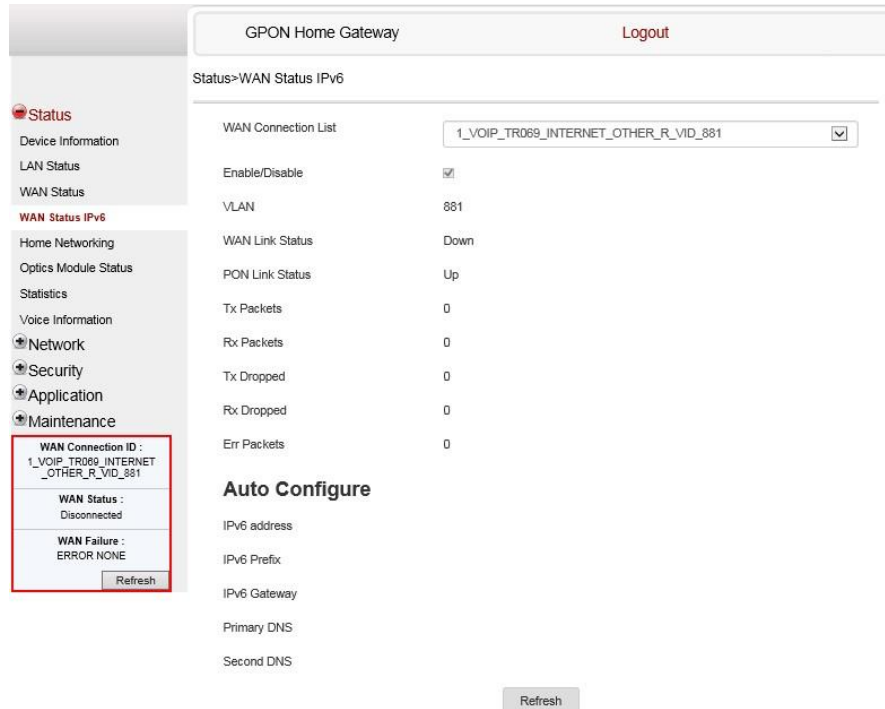 GPON Home Gateway Logout
Status>WAN Status IPv6
Status
Device Information
LAN Status
WAN Status
WAN Status IPv6
Home Networking
Optics Module Status
Statistics
Voice Information
Network
Security
Application
Maintenance
WAN Connection ID :
1_VOIP_TR069_INTERNET
_OTHER_R_VID_881
WAN Status :
Disconnected
WAN Failure :
ERROR NONE
Refresh
WAN Connection List 1_VOIP_TR069_INTERNET_OTHER_R_VID_881
Enable/Disable
VLAN 881
WAN Link Status Down
PON Link Status Up
Tx Packets 0
Rx Packets 0
Tx Dropped 0
Rx Dropped 0
Err Packets 0
Auto Configure
IPv6 address
IPv6 Prefix
IPv6 Gateway
Primary DNS
Second DNS
Refresh